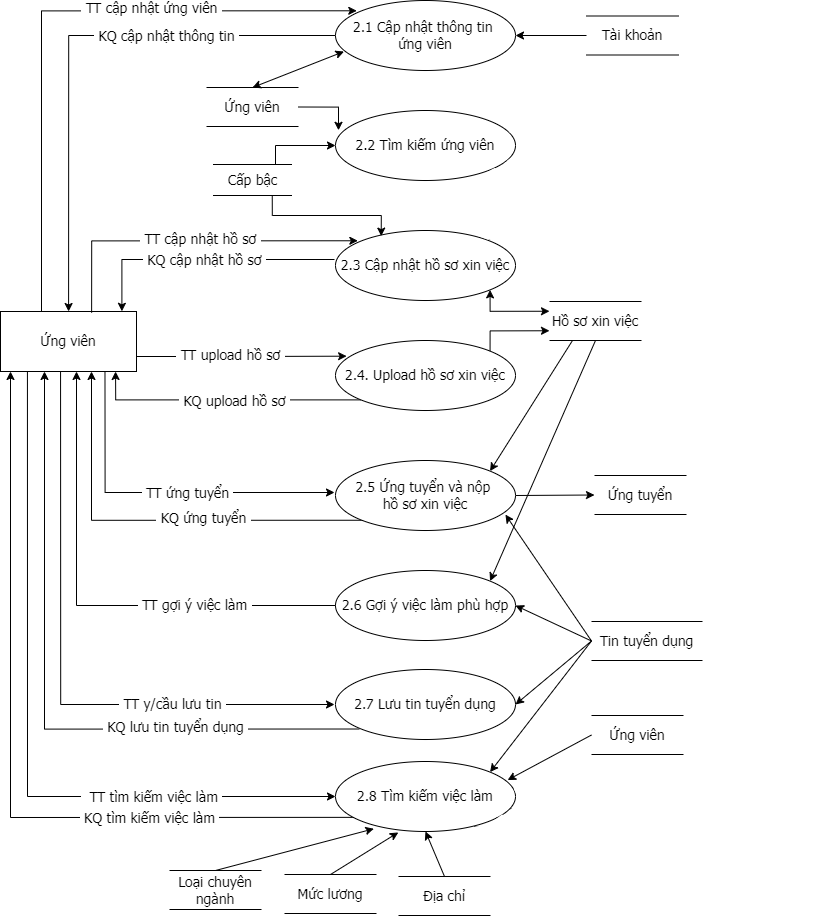 TT cập nhật ứng viên
2.1 Cập nhật thông tin
ứng viên
KQ cập nhật thông tin
Tài khoản
Ứng viên
2.2 Tìm kiếm ứng viên
Cấp bậc
TT cập nhật hồ sơ
KQ cập nhật hồ sơ
2.3 Cập nhật hồ sơ xin việc
Hồ sơ xin việc
Ứng viên
TT upload hồ sơ
2.4. Upload hồ sơ xin việc
KQ upload hồ sơ
2.5 Ứng tuyển và nộp
hồ sơ xin việc
TT ứng tuyển
Ứng tuyển
KQ ứng tuyển
TT gợi ý việc làm
2.6 Gợi ý việc làm phù hợp
Tin tuyển dụng
TT y/cầu lưu tin
2.7 Lưu tin tuyển dụng
KQ lưu tin tuyển dụng
Ứng viên
TT tìm kiếm việc làm
2.8 Tìm kiếm việc làm
KQ tìm kiếm việc làm
Loại chuyên
ngành
Mức lương
Địa chỉ